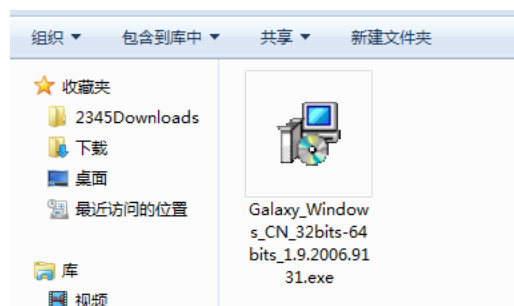 组织 包含到库中 共享 新建文件夹
收藏夹
2345Downloads
下载
桌面
最近访问的位置
库
视频
Galaxy_Window
s_CN_32bits-64
bits_1.9.2006.91
31.exe